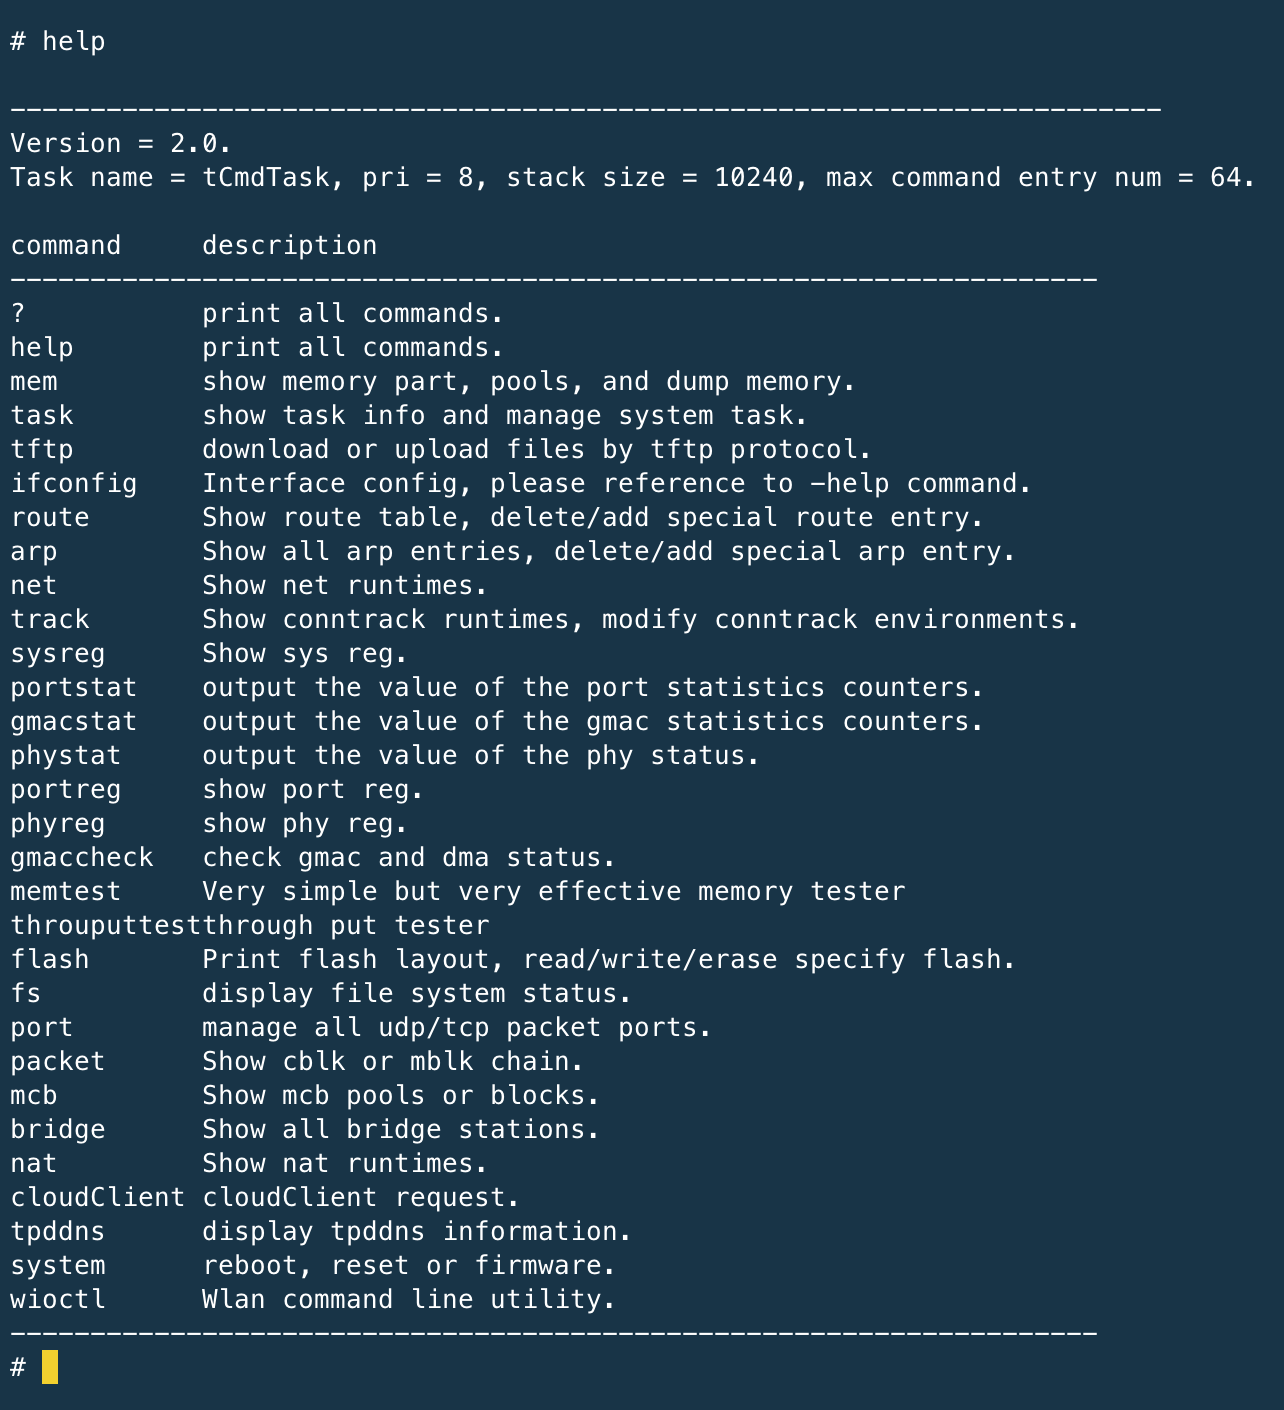 # help
------------------------------------------------------------------------
Version = 2.0.
Task name = tCmdTask, pri = 8, stack size = 10240, max command entry num = 64.
command     description
--------------------------------------------------------------------
?           print all commands.
help        print all commands.
mem         show memory part, pools, and dump memory.
task        show task info and manage system task.
tftp        download or upload files by tftp protocol.
ifconfig    Interface config, please reference to -help command.
route       Show route table, delete/add special route entry.
arp         Show all arp entries, delete/add special arp entry.
net         Show net runtimes.
track       Show conntrack runtimes, modify conntrack environments.
sysreg      Show sys reg.
portstat    output the value of the port statistics counters.
gmacstat    output the value of the gmac statistics counters.
phystat     output the value of the phy status.
portreg     show port reg.
phyreg      show phy reg.
gmaccheck   check gmac and dma status.
memtest     Very simple but very effective memory tester
throuputtestthrough put tester
flash       Print flash layout, read/write/erase specify flash.
fs          display file system status.
port        manage all udp/tcp packet ports.
packet      Show cblk or mblk chain.
mcb         Show mcb pools or blocks.
bridge      Show all bridge stations.
nat         Show nat runtimes.
cloudClient cloudClient request.
tpddns      display tpddns information.
system      reboot, reset or firmware.
wioctl      Wlan command line utility.
--------------------------------------------------------------------
#